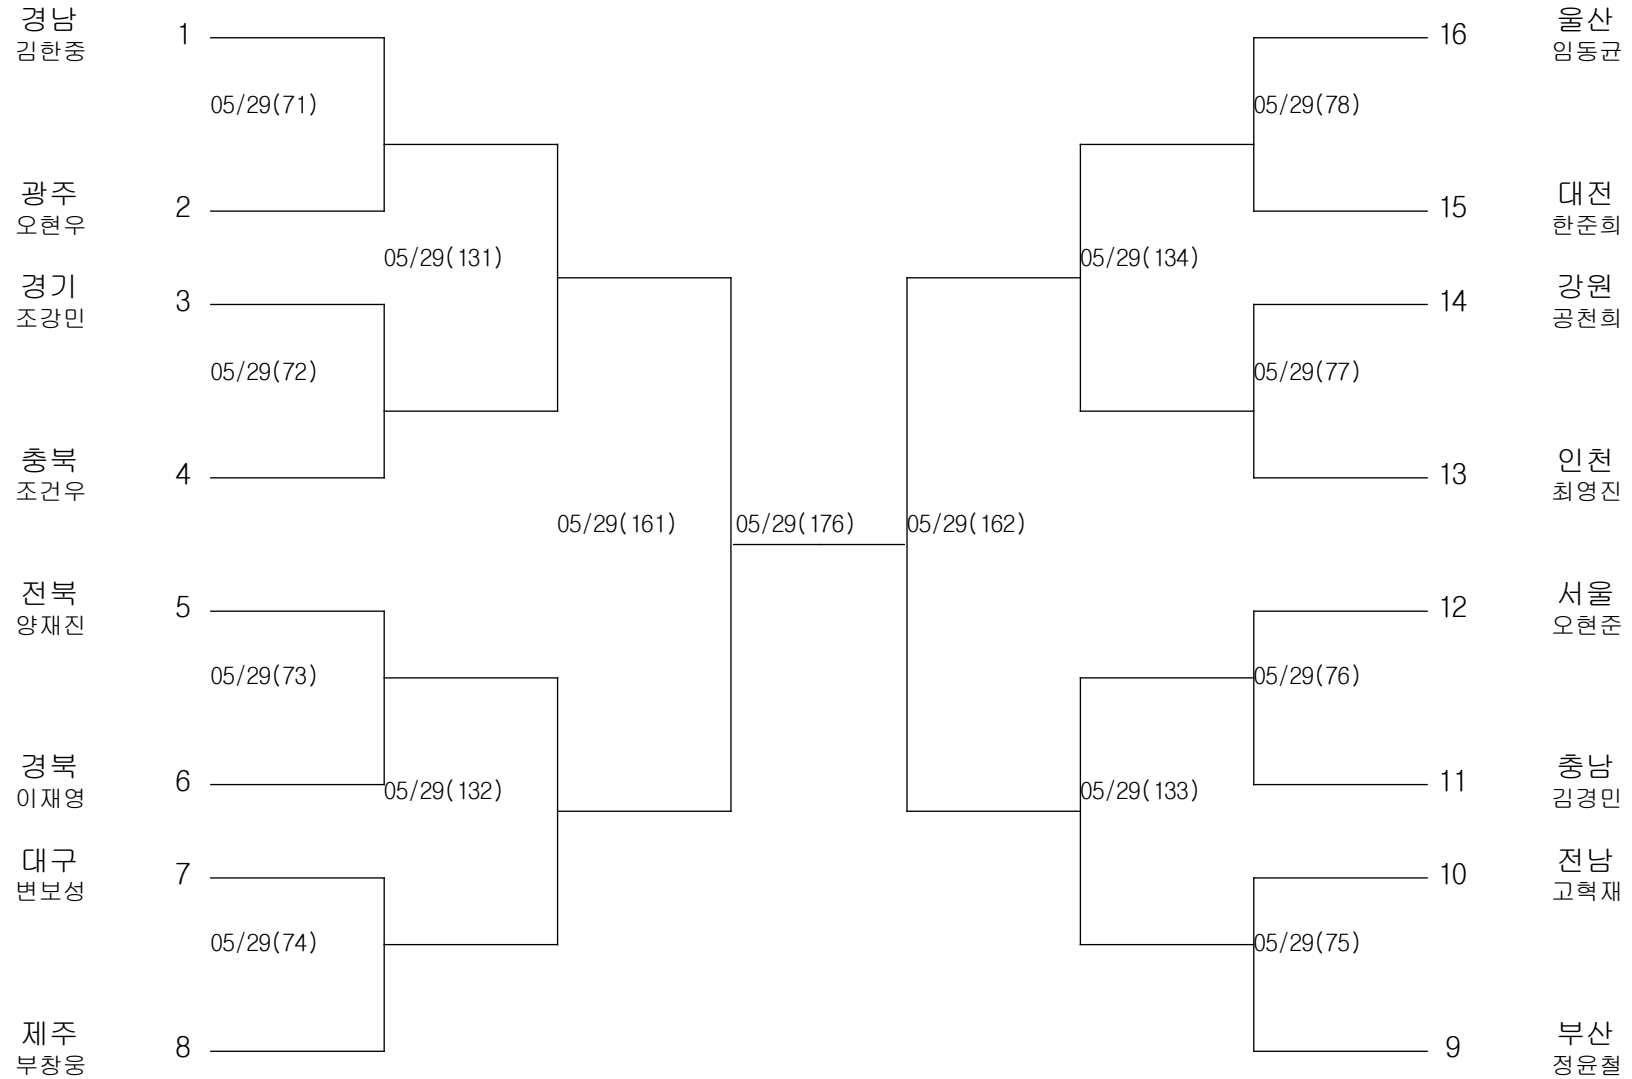 경남
김한중
1
05/29(71)
광주
오현우
2
05/29(131)
경기
조강민
3
05/29(72)
충북
조건우
4
05/29(161)
전북
양재진
5
05/29(73)
경북
이재영
6
05/29(132)
대구
변보성
7
05/29(74)
제주
부창웅
8
05/29(176)
16
울산
임동균
05/29(78)
15
대전
한준희
05/29(134)
14
강원
공천희
05/29(77)
13
인천
최영진
05/29(162)
12
서울
오현준
05/29(76)
11
충남
김경민
05/29(133)
10
전남
고혁재
05/29(75)
9
부산
정윤철